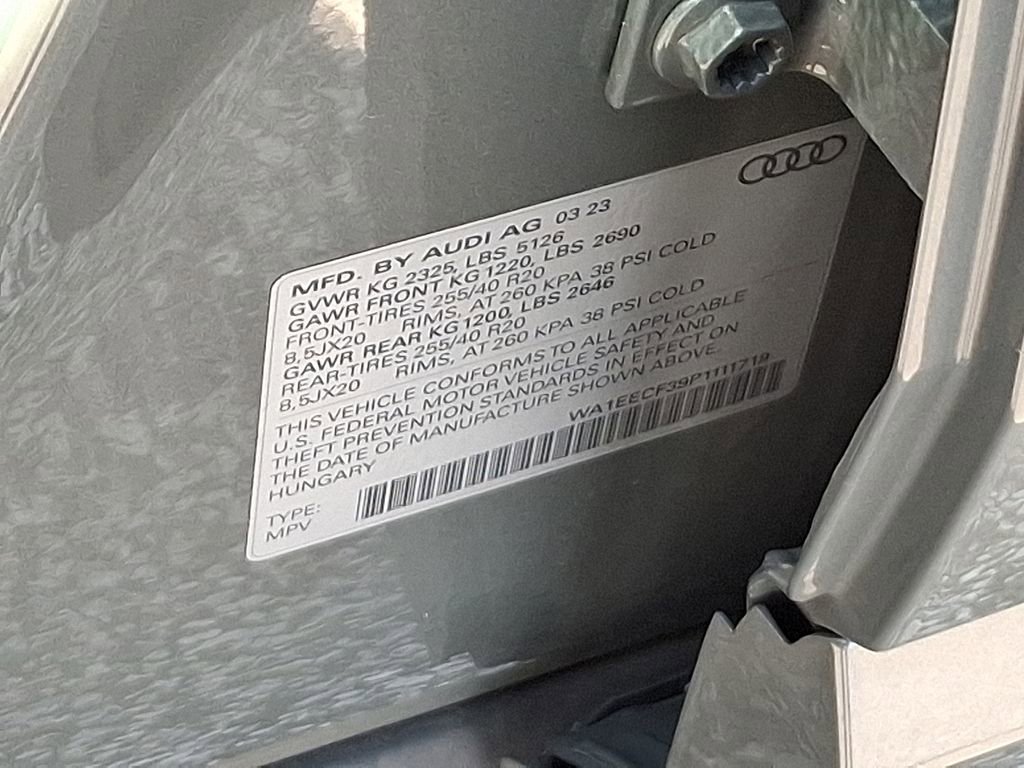 MFD. BY AUDI AG 03 23
GVWR KG 2325, LBS 5126
GAWR FRONT KG 1220, LBS 2690
FRONT-TIRES 255/40 R20
8,5JX20 RIMS, AT 260 KPA 38 PSI COLD
GAWR REAR KG 1200, LBS 2646
REAR-TIRES 255/40 R20
8,5JX20 RIMS, AT 260 KPA 38 PSI COLD
THIS VEHICLE CONFORMS TO ALL APPLICABLE
U.S. FEDERAL MOTOR VEHICLE SAFETY AND
THEFT PREVENTION STANDARDS IN EFFECT ON
THE DATE OF MANUFACTURE SHOWN ABOVE.
HUNGARY
WA1EECF39P1111719
TYPE:
MPV